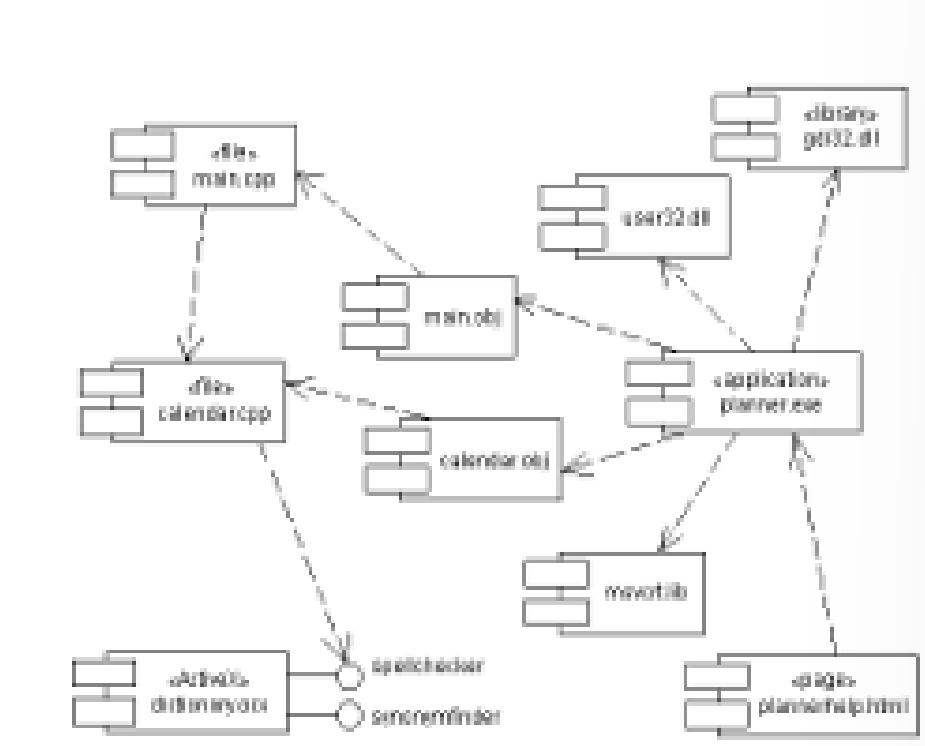 «library»
gdi32.dll
«file»
main.cpp
user32.dll
main.obj
«application»
planner.exe
«file»
calendar.cpp
calendar.obj
msvcrt.lib
spellchecker
«ActiveX»
dictionary.ocx
«page»
plannerhelp.html